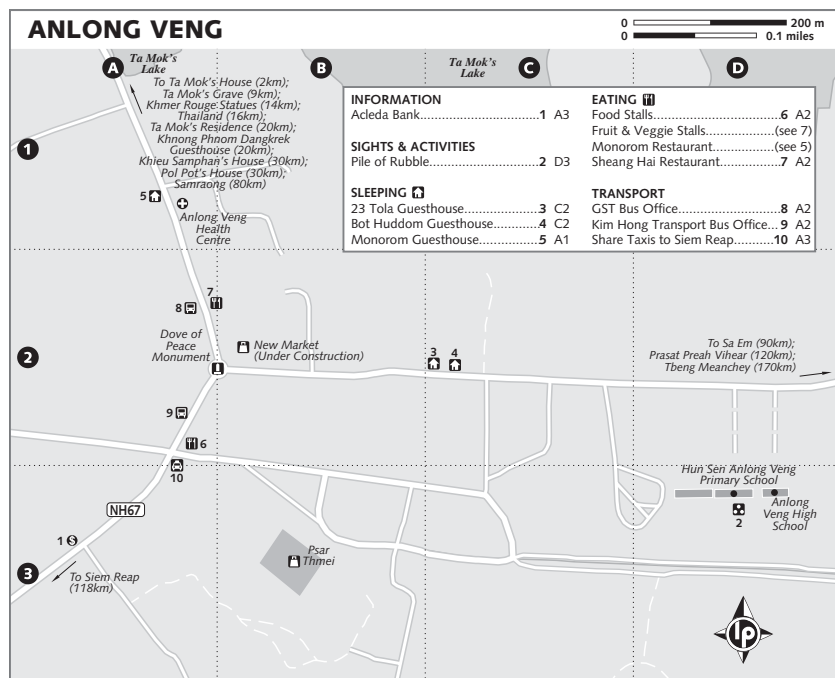 ANLONG VENG
0 200 m
0 0.1 miles
A
B
C
D
Ta Mok's
Lake
Ta Mok's
Lake
To Ta Mok's House (2km);
Ta Mok's Grave (9km);
Khmer Rouge Statues (14km);
Thailand (16km);
Ta Mok's Residence (20km);
Khnong Phnom Dangkrek
Guesthouse (20km);
Khieu Samphan's House (30km);
Pol Pot's House (30km);
Samraong (80km)
INFORMATION
Acleda Bank 1 A3
SIGHTS & ACTIVITIES
Pile of Rubble 2 D3
SLEEPING
23 Tola Guesthouse 3 C2
Bot Huddom Guesthouse 4 C2
Monorom Guesthouse 5 A1
EATING
Food Stalls 6 A2
Fruit & Veggie Stalls (see 7)
Monorom Restaurant (see 5)
Sheang Hai Restaurant 7 A2
TRANSPORT
GST Bus Office 8 A2
Kim Hong Transport Bus Office 9 A2
Share Taxis to Siem Reap 10 A3
1
5
Anlong Veng
Health
Centre
7
8
Dove of
Peace
Monument
New Market
(Under Construction)
2
3
4
To Sa Em (90km);
Prasat Preah Vihear (120km);
Tbeng Meanchey (170km)
9
6
10
Hun Sen Anlong Veng
Primary School
NH67
2
Anlong
Veng High
School
1
$
Psar
Thmei
3
To Siem Reap
(118km)
lp